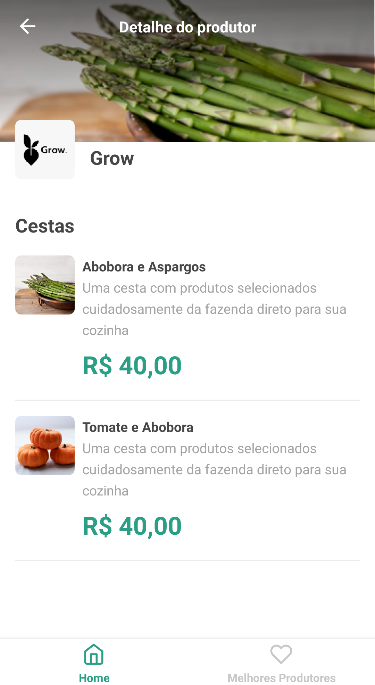 Detalhe do produtor
Grow.
Grow
Cestas
Abobora e Aspargos
Uma cesta com produtos selecionados
cuidadosamente da fazenda direto para sua
cozinha
R$ 40,00
Tomate e Abobora
Uma cesta com produtos selecionados
cuidadosamente da fazenda direto para sua
cozinha
R$ 40,00
Home
Melhores Produtores